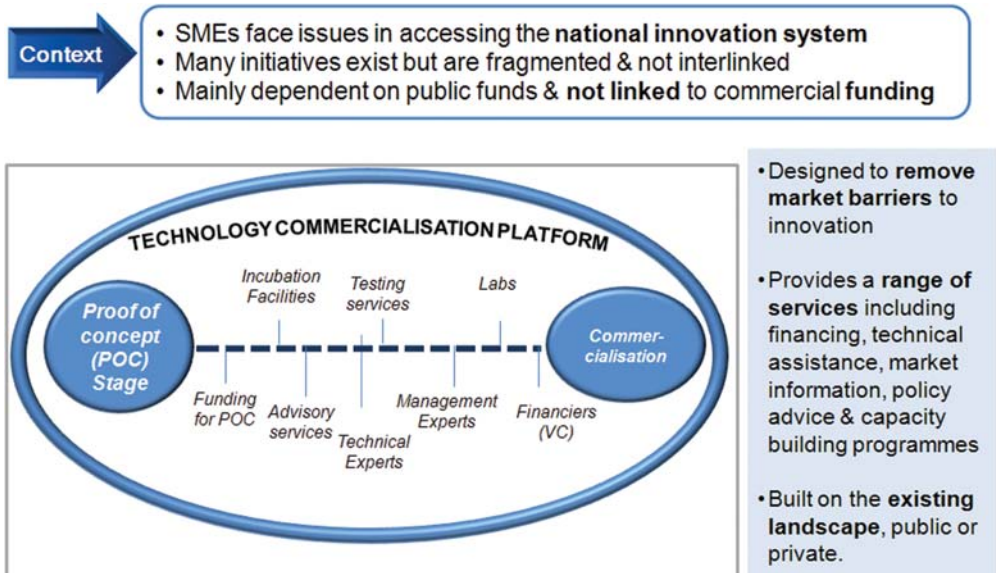 Context
• SMEs face issues in accessing the national innovation system
• Many initiatives exist but are fragmented & not interlinked
• Mainly dependent on public funds & not linked to commercial funding
TECHNOLOGY COMMERCIALISATION PLATFORM
Proof of
concept
(POC)
Stage
Incubation
Facilities
Testing
services
Labs
Funding
for POC
Advisory
services
Technical
Experts
Management
Experts
Financiers
(VC)
Commer-
cialisation
• Designed to remove
market barriers to
innovation
• Provides a range of
services including
financing, technical
assistance, market
information, policy
advice & capacity
building programmes
• Built on the existing
landscape, public or
private.